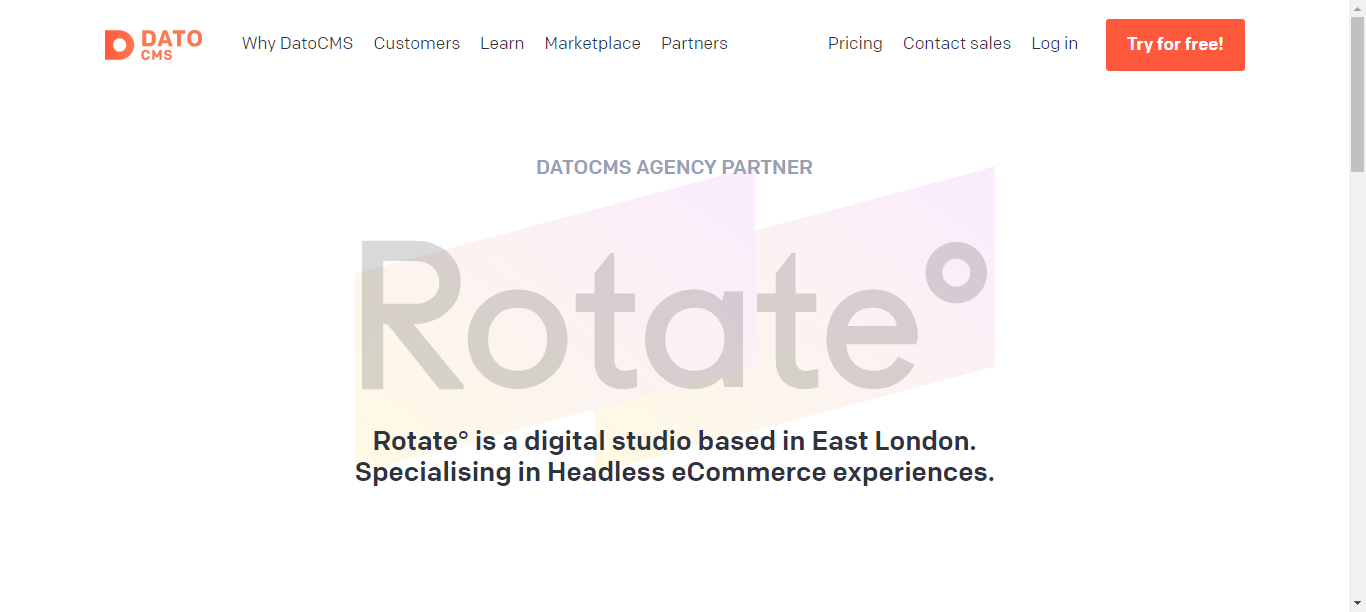 DATO
CMS
Why DatoCMS Customers Learn Marketplace Partners Pricing Contact sales Log in Try for free!
DATOCMS AGENCY PARTNER
Rotate°
Rotate° is a digital studio based in East London.
Specialising in Headless eCommerce experiences.